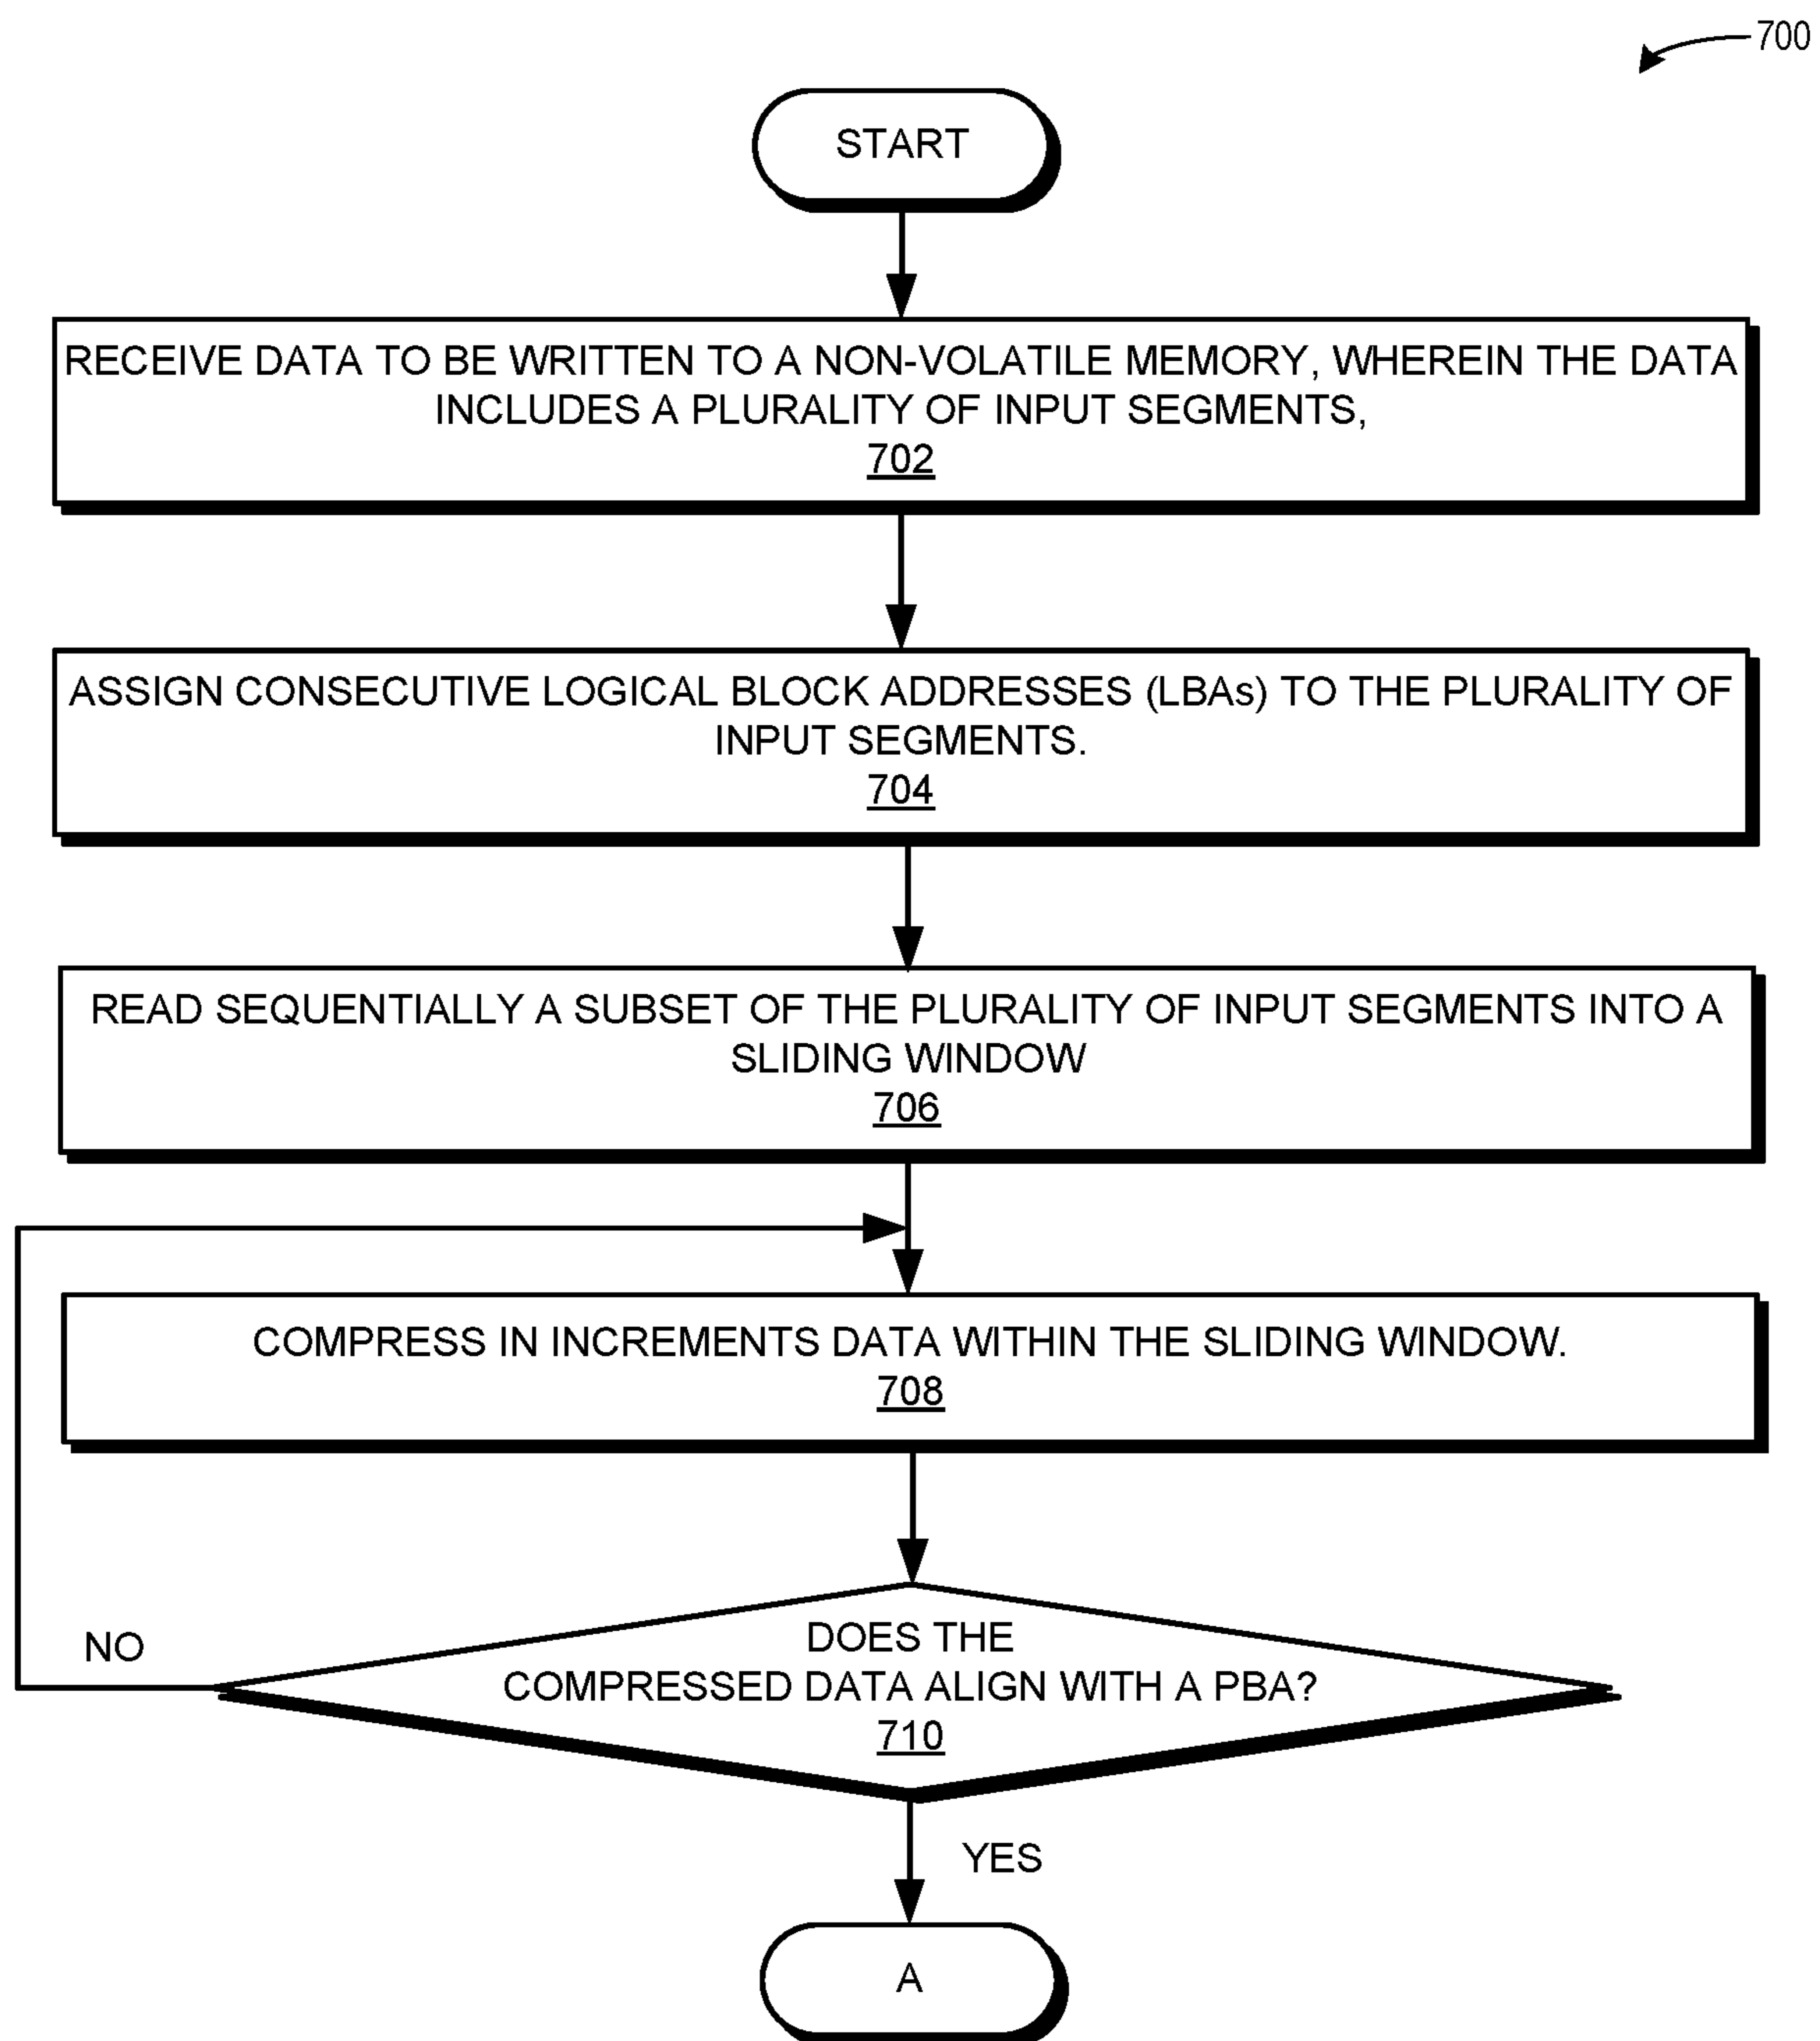 700
START
RECEIVE DATA TO BE WRITTEN TO A NON-VOLATILE MEMORY, WHEREIN THE DATA
INCLUDES A PLURALITY OF INPUT SEGMENTS,
702
ASSIGN CONSECUTIVE LOGICAL BLOCK ADDRESSES (LBAs) TO THE PLURALITY OF
INPUT SEGMENTS.
704
READ SEQUENTIALLY A SUBSET OF THE PLURALITY OF INPUT SEGMENTS INTO A
SLIDING WINDOW
706
COMPRESS IN INCREMENTS DATA WITHIN THE SLIDING WINDOW.
708
NO
DOES THE
COMPRESSED DATA ALIGN WITH A PBA?
710
YES
A